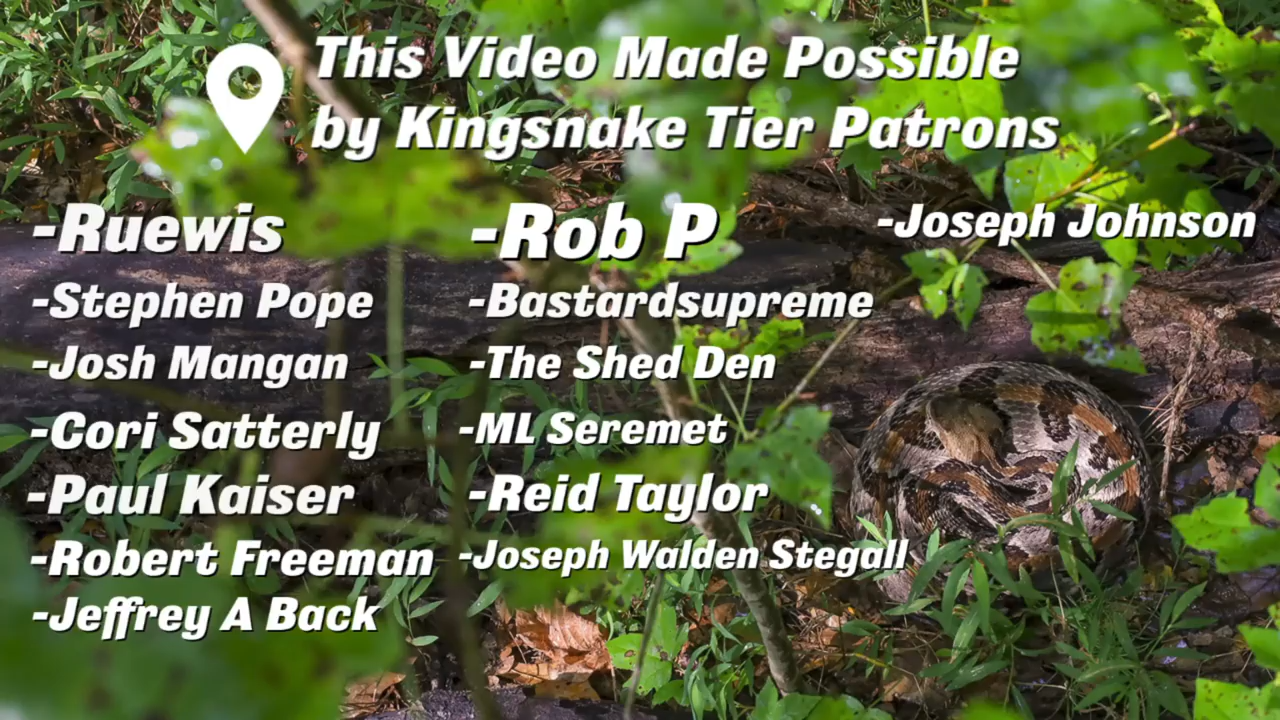 This Video Made Possible
by Kingsnake Tier Patrons
-Ruewis
-Stephen Pope
-Josh Mangan
-Cori Satterly
-Paul Kaiser
-Robert Freeman
-Jeffrey A Back
-Rob P
-Bastardsupreme
-The Shed Den
-ML Seremet
-Reid Taylor
-Joseph Walden Stegall
-Joseph Johnson